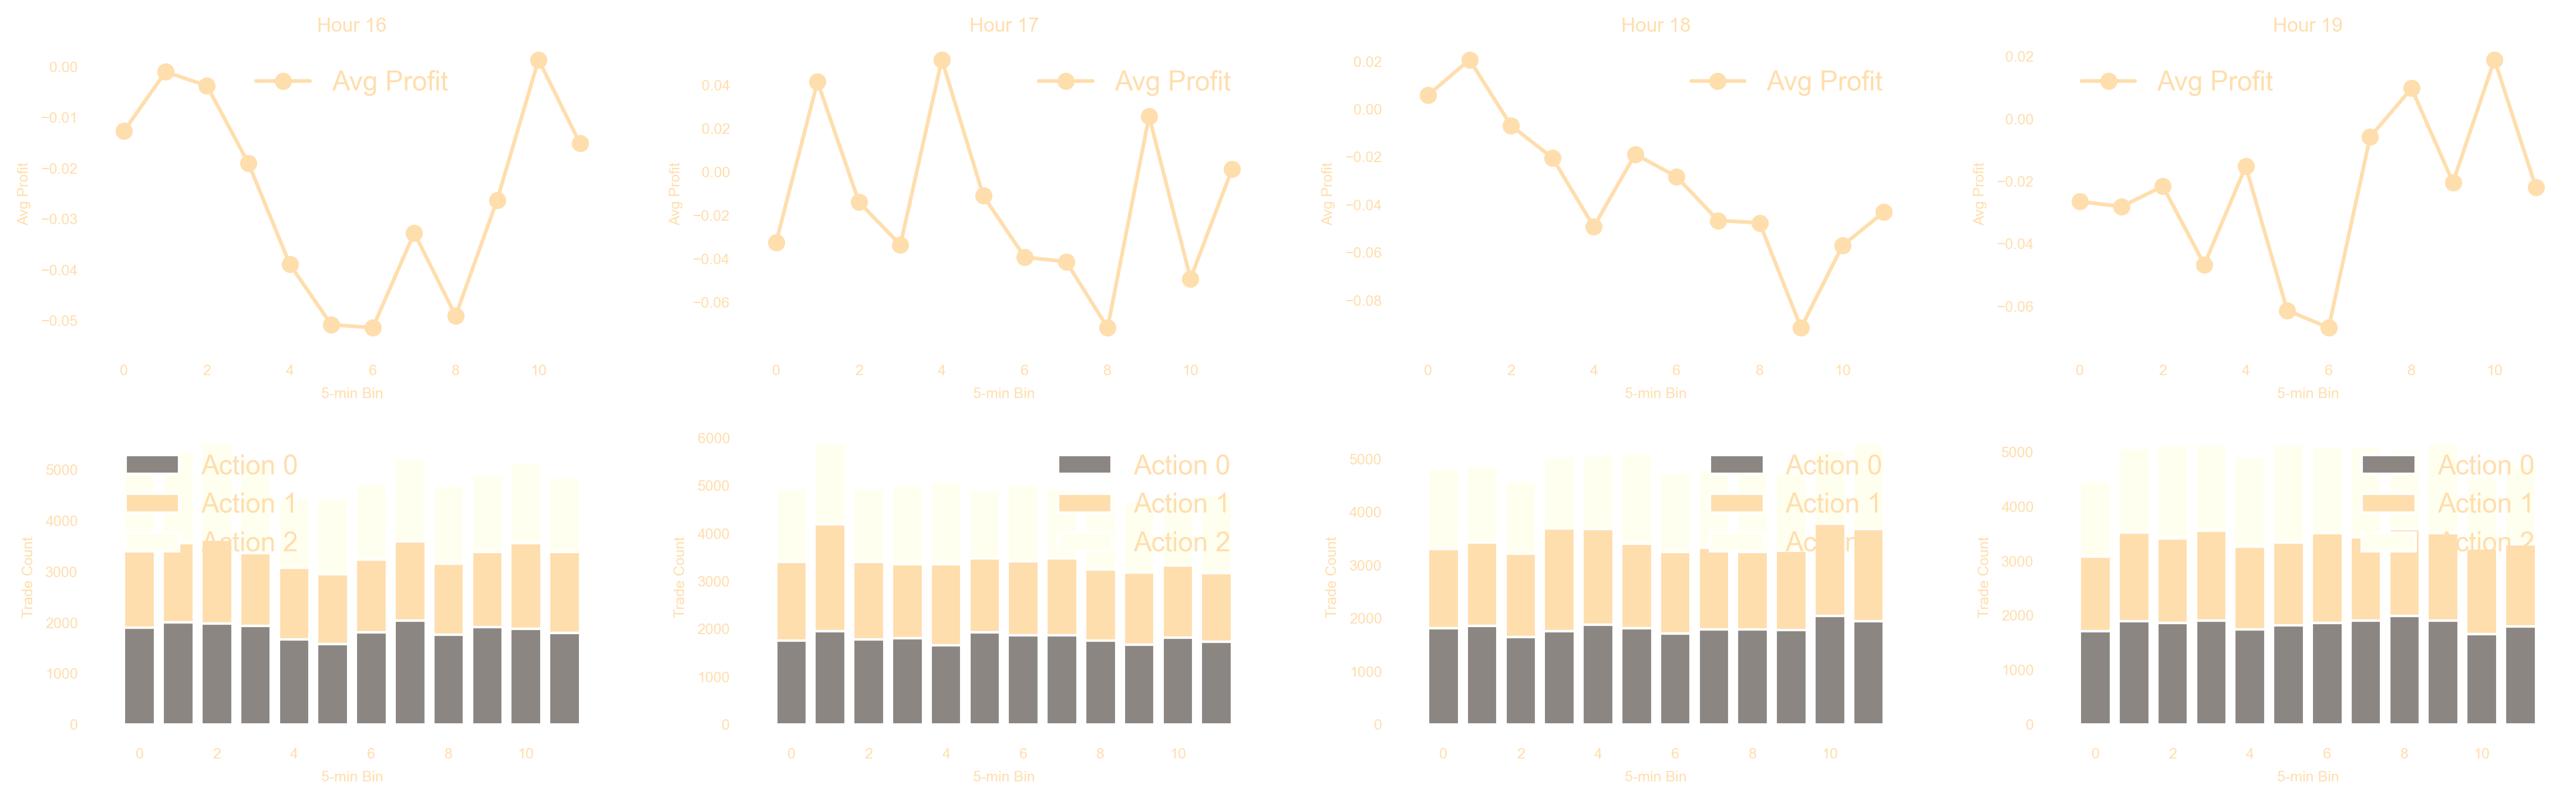 Hour 16
Avg Profit
0.00
−0.01
−0.02
−0.03
−0.04
−0.05
Avg Profit
0 2 4 6 8 10
5-min Bin
Hour 17
Avg Profit
0.04
0.02
0.00
−0.02
−0.04
−0.06
Avg Profit
0 2 4 6 8 10
5-min Bin
Hour 18
Avg Profit
0.02
0.00
−0.02
−0.04
−0.06
−0.08
Avg Profit
0 2 4 6 8 10
5-min Bin
Hour 19
Avg Profit
0.02
0.00
−0.02
−0.04
−0.06
Avg Profit
0 2 4 6 8 10
5-min Bin
Action 0
Action 1
Action 2
5000
4000
3000
2000
1000
0
Trade Count
0 2 4 6 8 10
5-min Bin
Action 0
Action 1
Action 2
6000
5000
4000
3000
2000
1000
0
Trade Count
0 2 4 6 8 10
5-min Bin
Action 0
Action 1
Action
5000
4000
3000
2000
1000
0
Trade Count
0 2 4 6 8 10
5-min Bin
Action 0
Action 1
Action 2
5000
4000
3000
2000
1000
0
Trade Count
0 2 4 6 8 10
5-min Bin